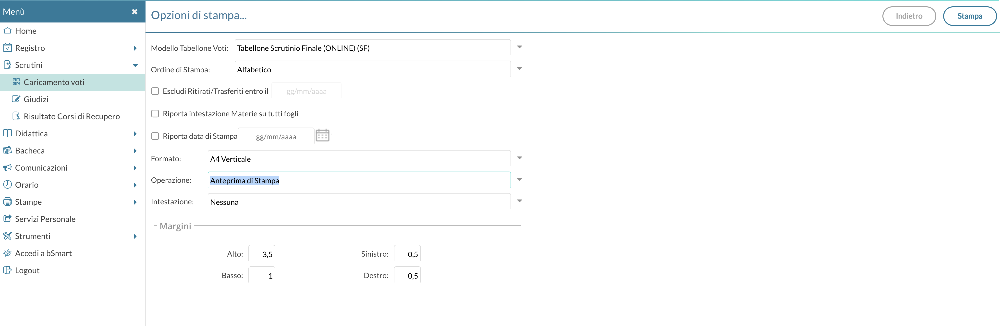 Menù
Home
Registro
Scrutini
Caricamento voti
Giudizi
Risultato Corsi di Recupero
Didattica
Bacheca
Comunicazioni
Orario
Stampe
Servizi Personale
Strumenti
Accedi a bSmart
Logout
Opzioni di stampa...
Indietro
Stampa
Modello Tabellone Voti: Tabellone Scrutinio Finale (ONLINE) (SF)
Ordine di Stampa: Alfabetico
Escludi Ritirati/Trasferiti entro il gg/mm/aaaa
Riporta intestazione Materie su tutti fogli
Riporta data di Stampa gg/mm/aaaa
Formato: A4 Verticale
Operazione: Anteprima di Stampa
Intestazione: Nessuna
Margini
Alto: 3,5 Sinistro: 0,5
Basso: 1 Destro: 0,5